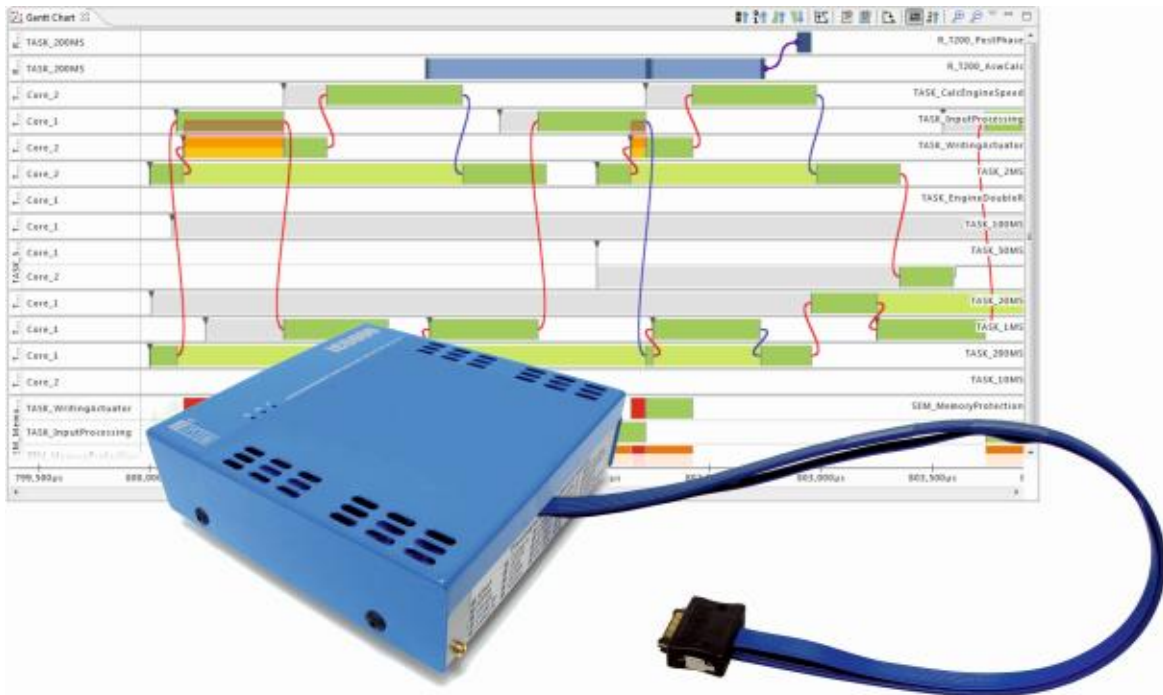 Gantt Chart
TASK_200MS R_T200_PostPhase
TASK_200MS R_T200_AswCalc
Core_2 TASK_CalcEngineSpeed
Core_1 TASK_InputProcessing
Core_2 TASK_WritingActuator
Core_2 TASK_2MS
Core_1 TASK_EngineDoubleR
Core_1 TASK_100MS
Core_1 TASK_50MS
Core_2
Core_1 TASK_20MS
Core_1 TASK_1MS
Core_1 TASK_200MS
Core_2 TASK_10MS
TASK_WritingActuator SEM_MemoryProtection
TASK_InputProcessing
799,500µs 803,000µs 803,500µs